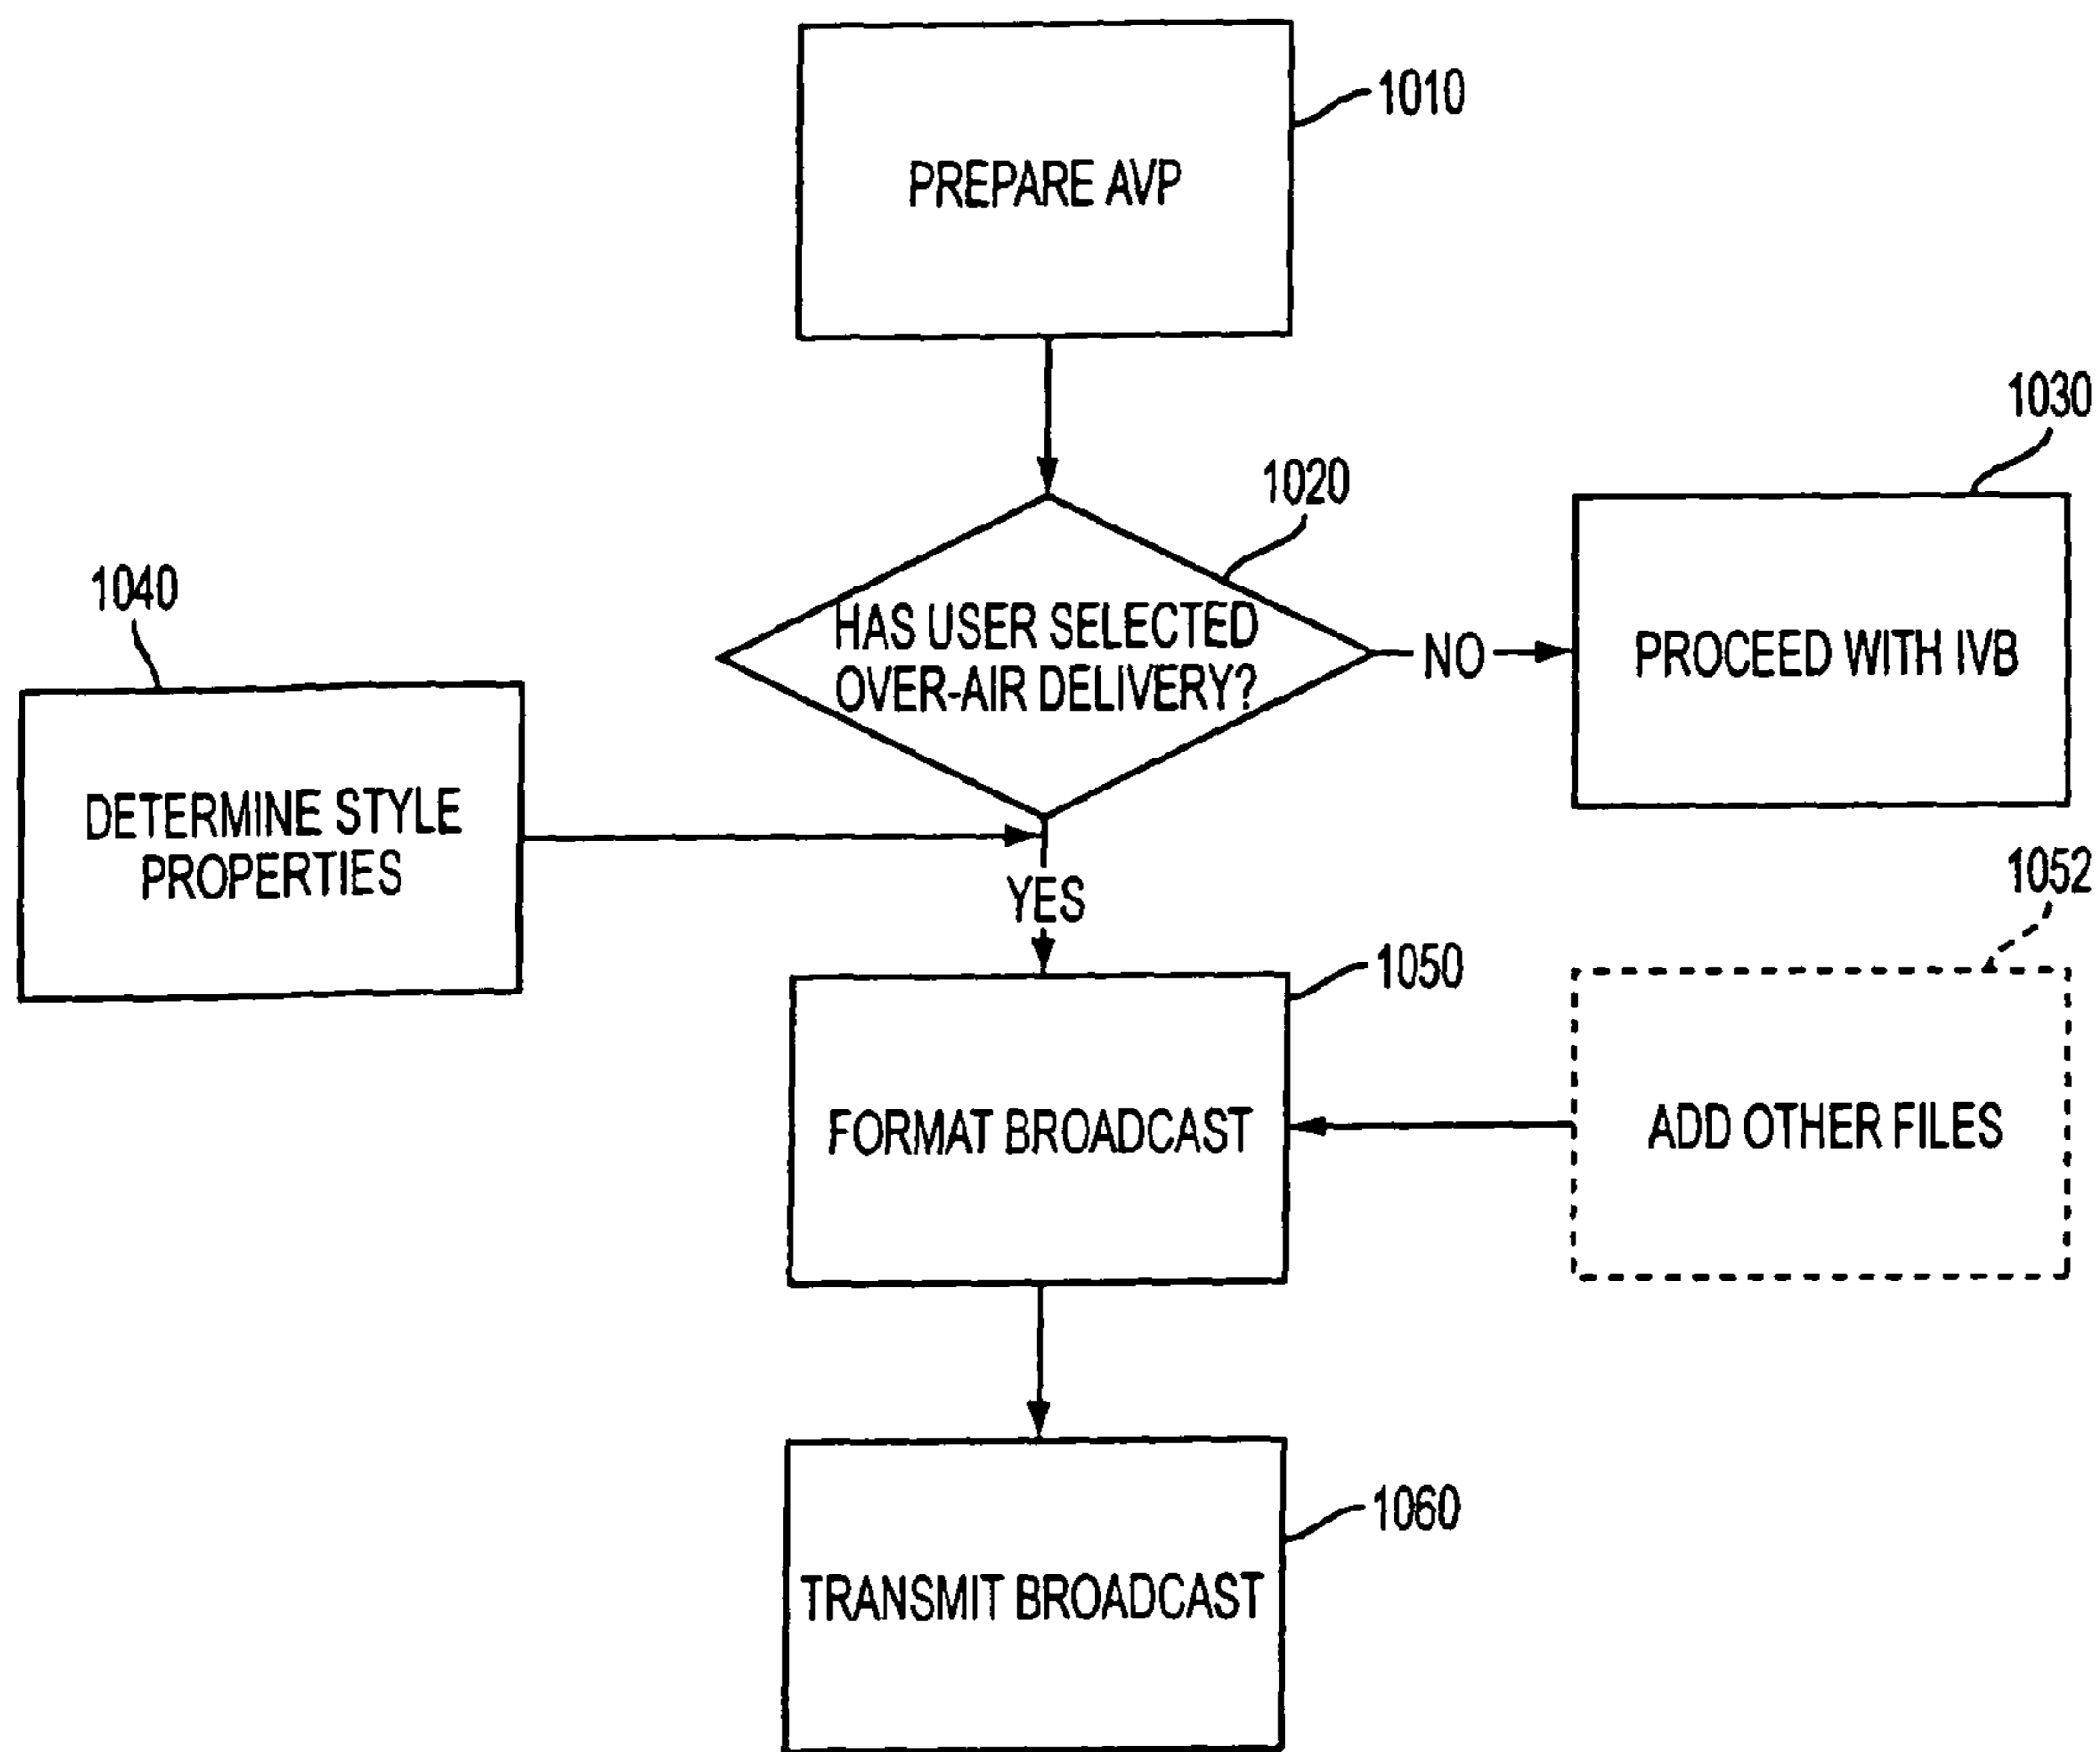 1010
PREPARE AVP
1020
HAS USER SELECTED
OVER-AIR DELIVERY?
NO
1030
PROCEED WITH IVB
1040
DETERMINE STYLE
PROPERTIES
YES
1050
FORMAT BROADCAST
1052
ADD OTHER FILES
1060
TRANSMIT BROADCAST